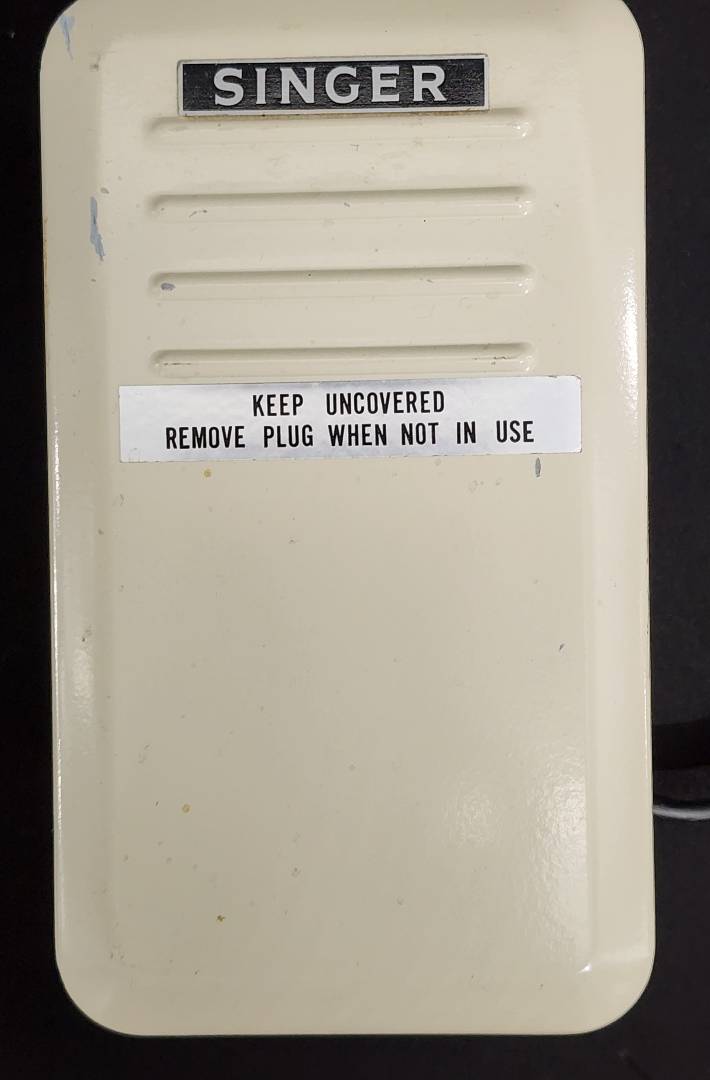 SINGER
KEEP UNCOVERED
REMOVE PLUG WHEN NOT IN USE